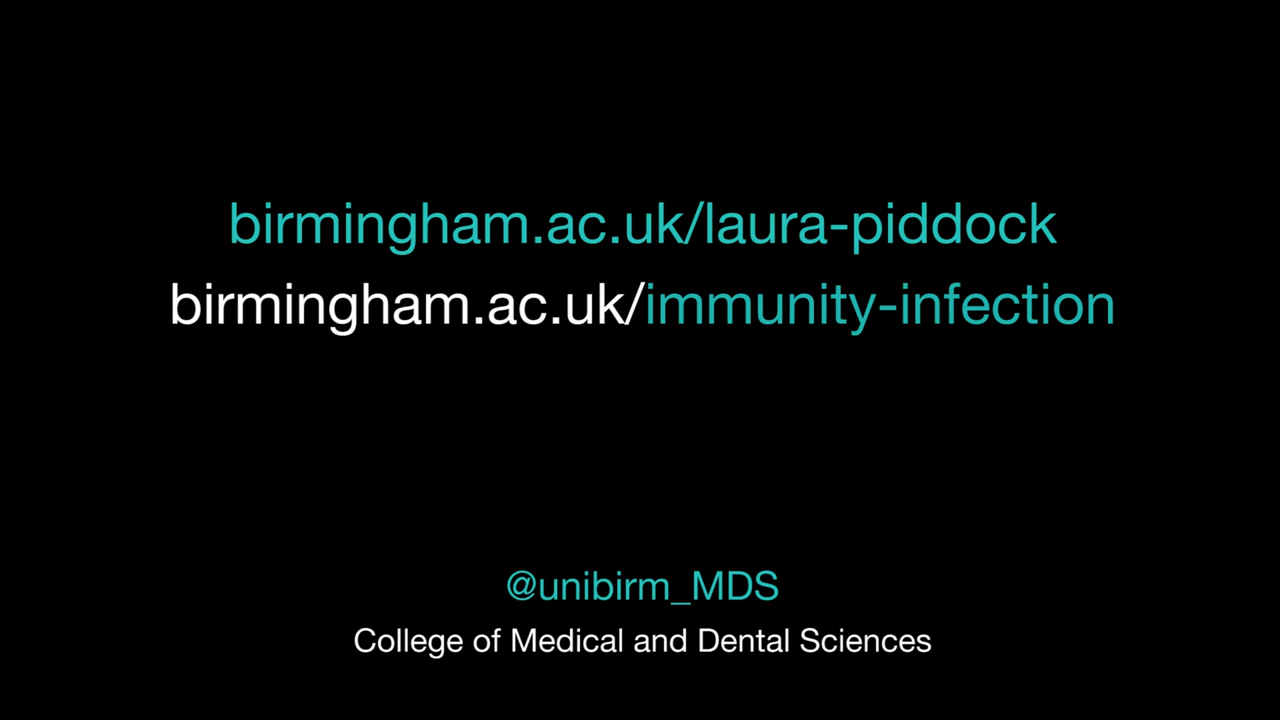 birmingham.ac.uk/laura-piddock
birmingham.ac.uk/immunity-infection
@unibirm_MDS
College of Medical and Dental Sciences